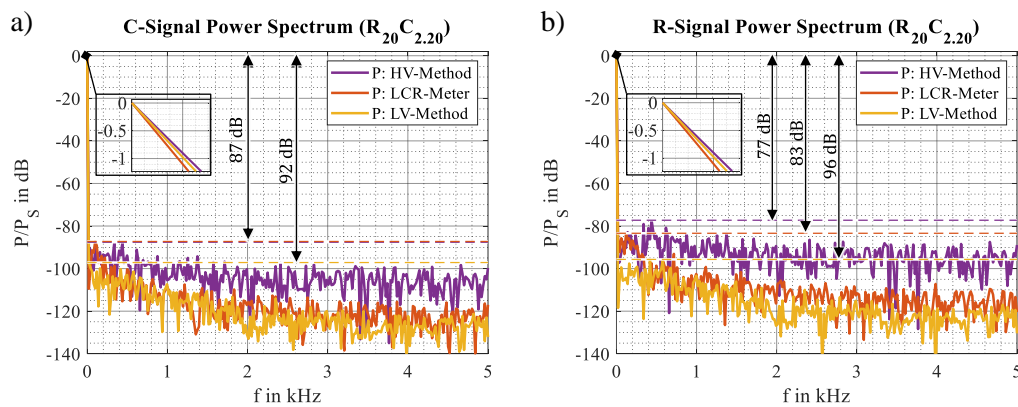 a)
C-Signal Power Spectrum (R20C2.20)
P/PS in dB
0
-20
-40
-60
-80
-100
-120
-140
0
-0.5
-1
87 dB
92 dB
P: HV-Method
P: LCR-Meter
P: LV-Method
0 1 2 3 4 5
f in kHz
b)
R-Signal Power Spectrum (R20C2.20)
P/PS in dB
0
-20
-40
-60
-80
-100
-120
-140
0
-0.5
-1
77 dB
83 dB
96 dB
P: HV-Method
P: LCR-Meter
P: LV-Method
0 1 2 3 4 5
f in kHz